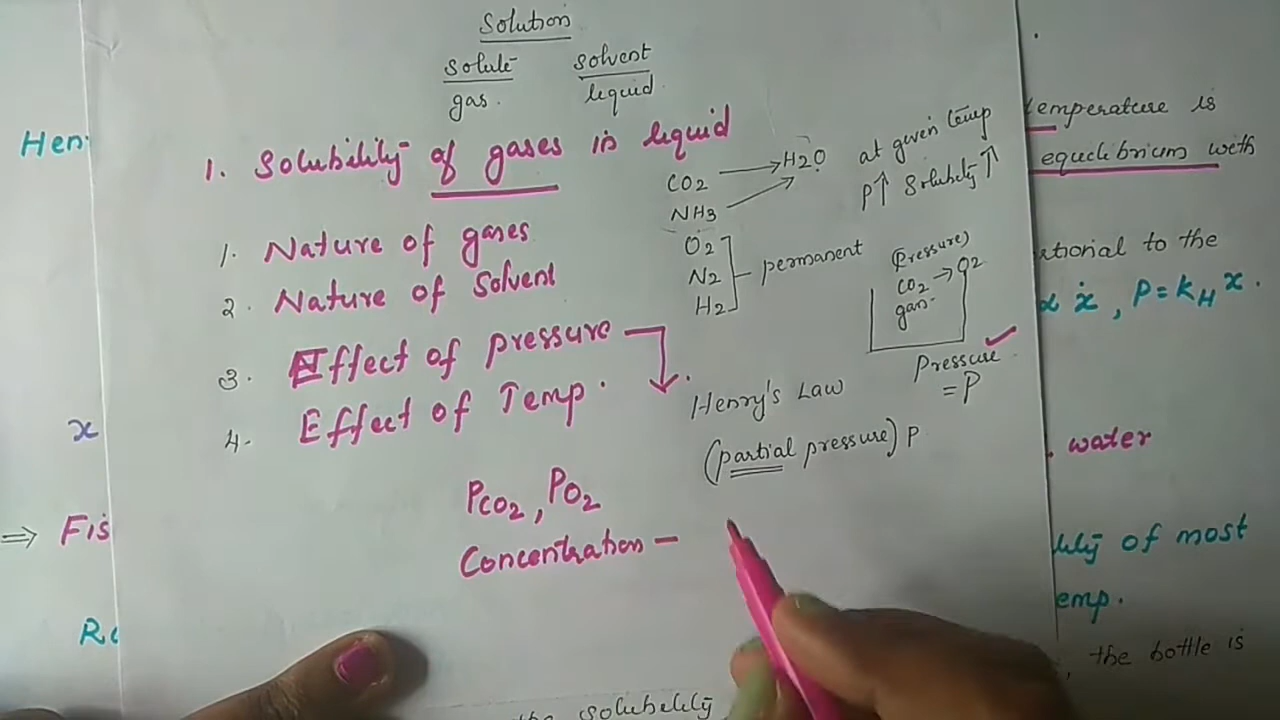 Solution
solute solvent
gas. liquid
1. Solubility of gases in liquid
CO2 → H2O
NH3
at given temp
P↑ Solubility ↑
1. Nature of gases
2. Nature of Solvent
3. Effect of pressure
4. Effect of Temp.
O2
N2 permanent
H2
(Pressure)
CO2 → O2
gas
Pressure
= P
Henry's Law
(partial pressure) p
PCO2, PO2
Concentration –
the solubility
Hen
x
⇒ Fis
temperature is
equilibrium with
rtional to the
α x, P = KH x.
. water
lity of most
emp.
, the bottle is